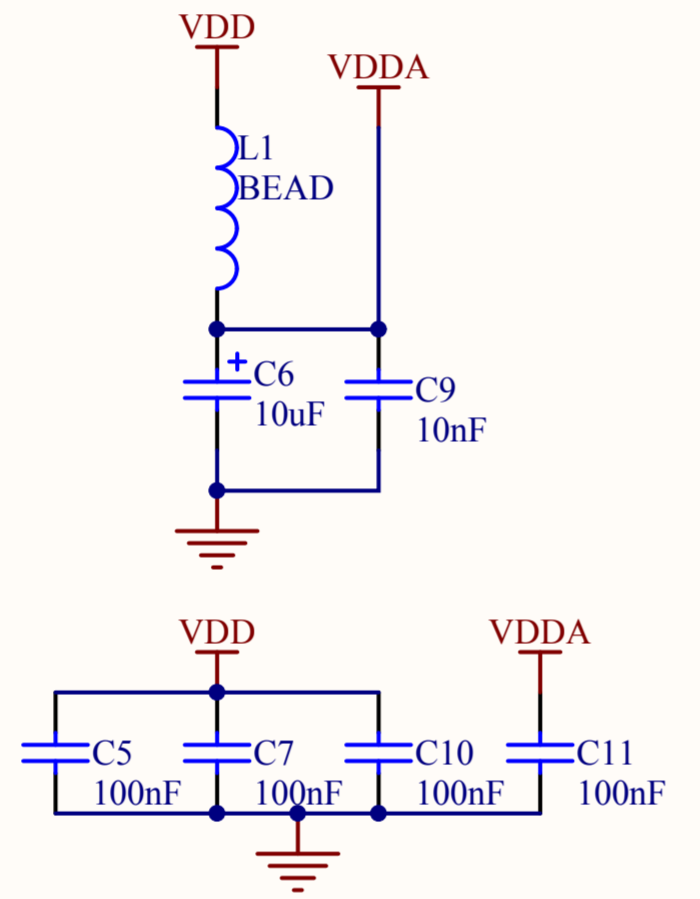 VDD
VDDA
L1
BEAD
+
C6
10uF
C9
10nF
VDD
VDDA
C5
100nF
C7
100nF
C10
100nF
C11
100nF